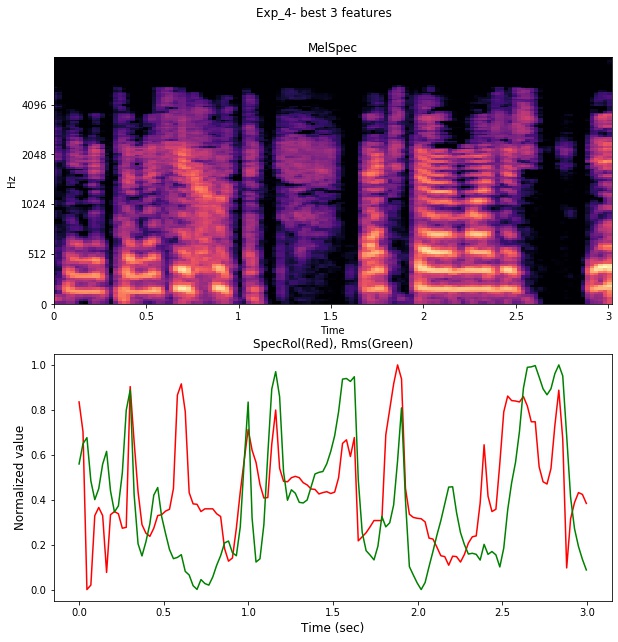 Exp_4- best 3 features
MelSpec
4096
2048
1024
512
0
Hz
0 0.5 1 1.5 2 2.5 3
Time
SpecRol(Red), Rms(Green)
1.0
0.8
0.6
0.4
0.2
0.0
Normalized value
0.0 0.5 1.0 1.5 2.0 2.5 3.0
Time (sec)